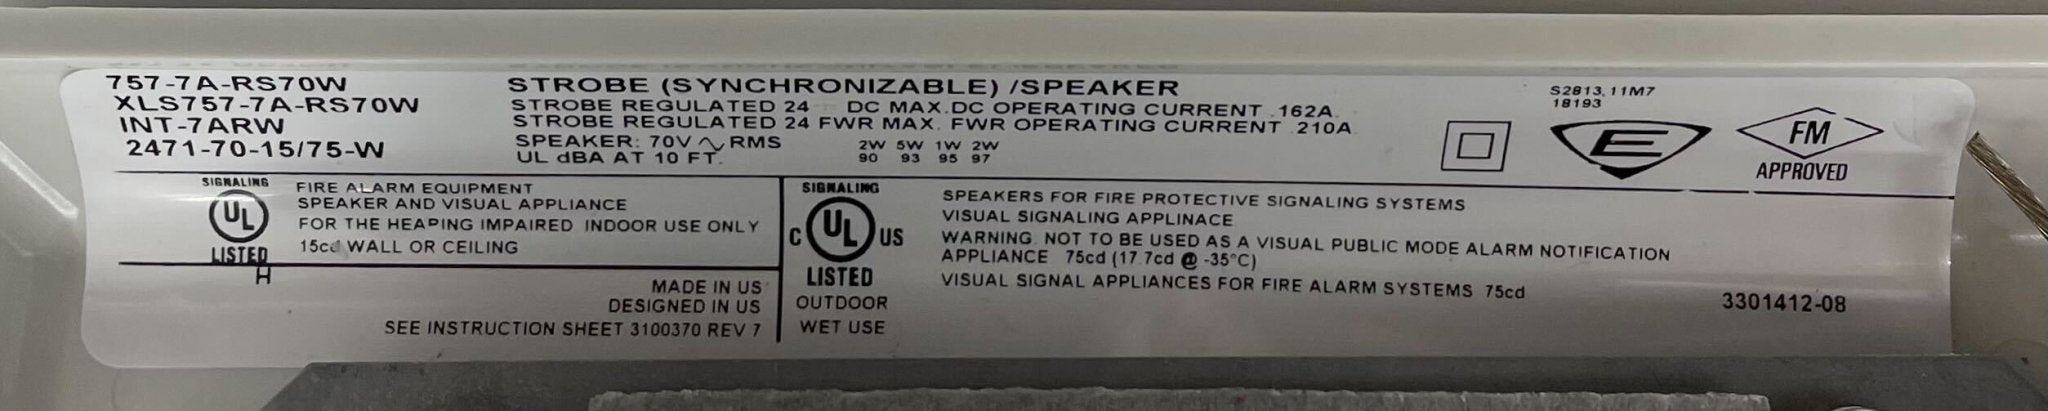 757-7A-RS70W
XLS757-7A-RS70W
INT-7ARW
2471-70-15/75-W
STROBE (SYNCHRONIZABLE) /SPEAKER
STROBE REGULATED 24 DC MAX.DC OPERATING CURRENT .162A.
STROBE REGULATED 24 FWR MAX. FWR OPERATING CURRENT .210A
SPEAKER: 70V ∿ RMS 2W 5W 1W 2W
UL dBA AT 10 FT. 90 93 95 97
S2813, 11M7
18193
E
FM
APPROVED
SIGNALING
UL
LISTED
H
FIRE ALARM EQUIPMENT
SPEAKER AND VISUAL APPLIANCE
FOR THE HEAPING IMPAIRED INDOOR USE ONLY
15cd WALL OR CEILING
MADE IN US
DESIGNED IN US
SEE INSTRUCTION SHEET 3100370 REV 7
SIGNALING
C UL US
LISTED
OUTDOOR
WET USE
SPEAKERS FOR FIRE PROTECTIVE SIGNALING SYSTEMS
VISUAL SIGNALING APPLINACE
WARNING NOT TO BE USED AS A VISUAL PUBLIC MODE ALARM NOTIFICATION
APPLIANCE 75cd (17.7cd @ -35°C)
VISUAL SIGNAL APPLIANCES FOR FIRE ALARM SYSTEMS 75cd
3301412-08